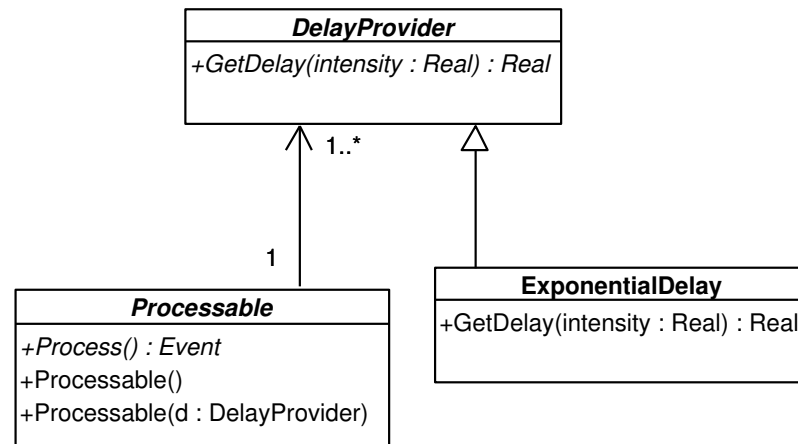 DelayProvider
+GetDelay(intensity : Real) : Real
1..*
1
Processable
+Process() : Event
+Processable()
+Processable(d : DelayProvider)
ExponentialDelay
+GetDelay(intensity : Real) : Real